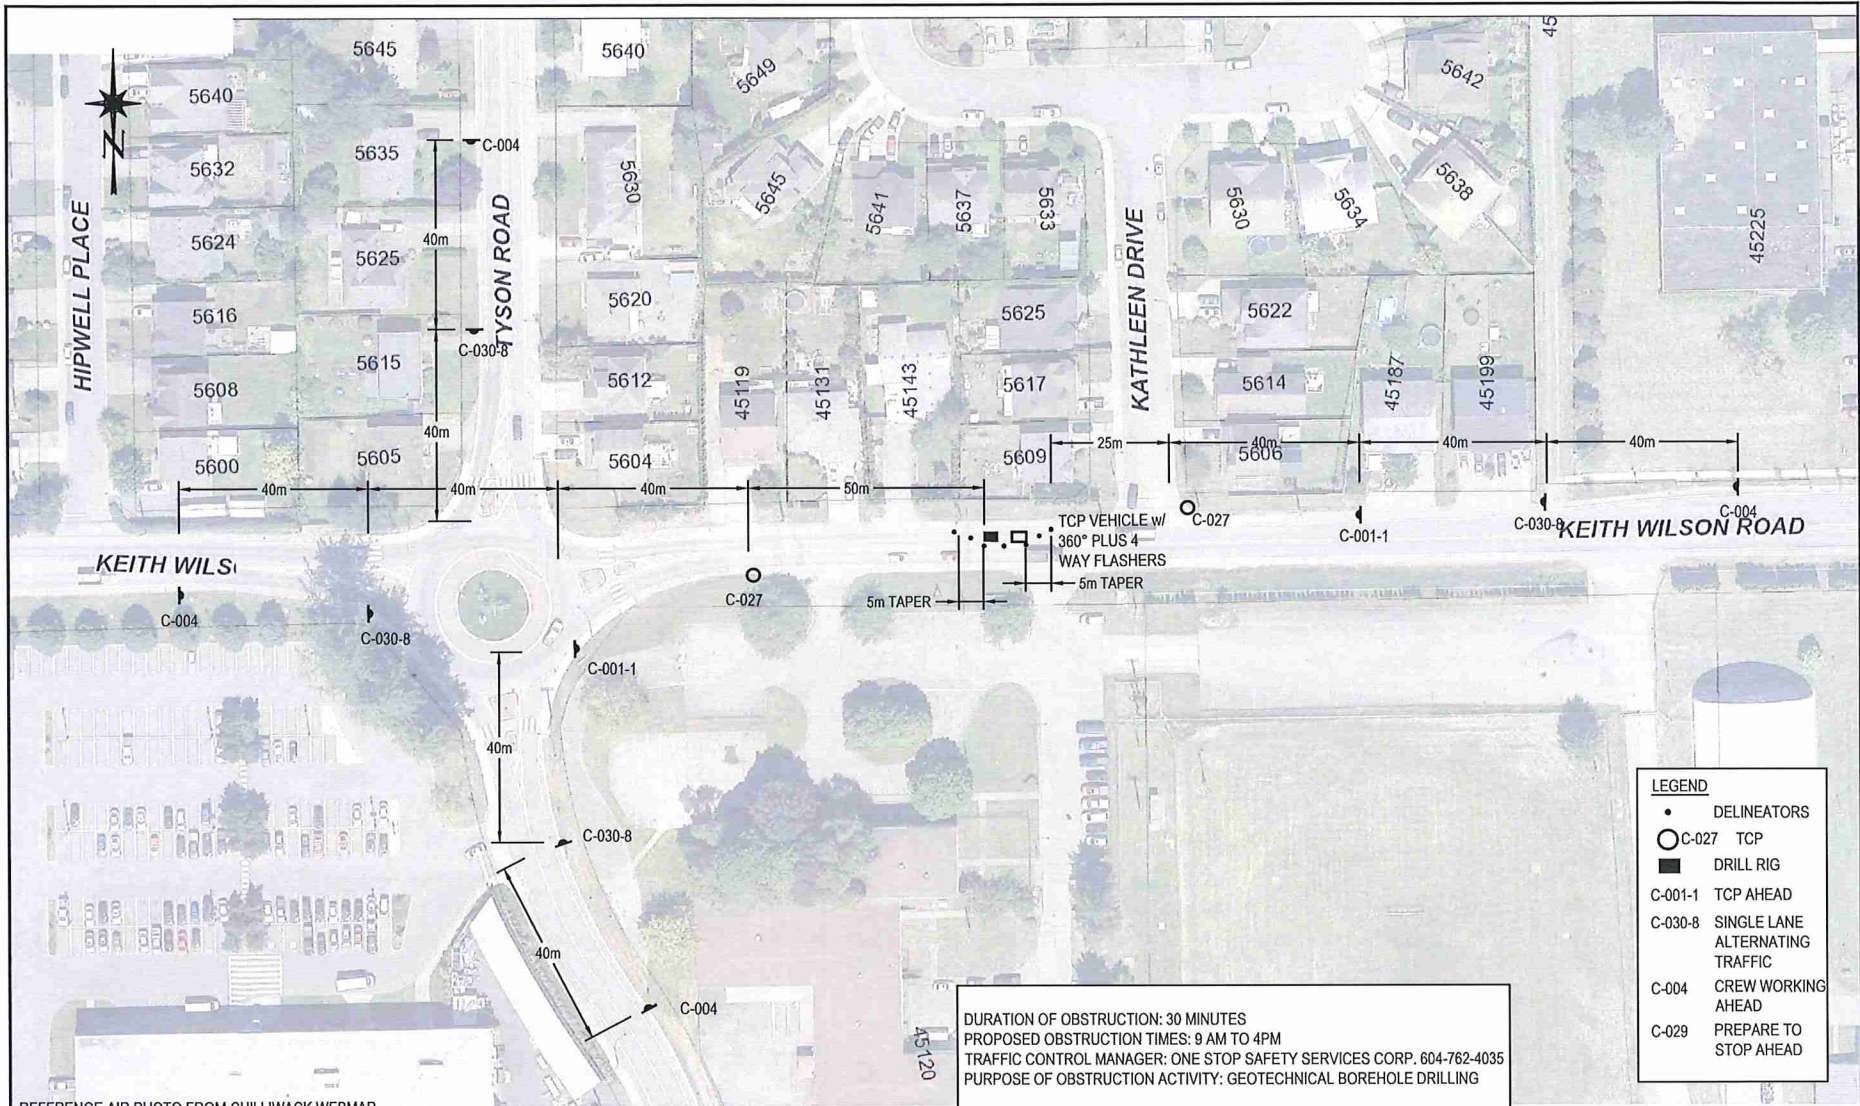 5645
5640
5649
5642
45
5640
N
C-004
5632
5635
5630
5645
5641
5637
5633
5630
5634
5638
HIPWELL PLACE
5624
40m
TYSON ROAD
KATHLEEN DRIVE
45225
5625
5620
5616
5625
5622
C-030-8
5615
5612
5617
5614
45187
45199
5608
45119
45131
45143
40m
25m
40m
40m
40m
5600
5605
5604
5609
5606
40m
40m
40m
50m
C-027
C-001-1
C-030-8
C-004
KEITH WILSON ROAD
TCP VEHICLE w/
360° PLUS 4
WAY FLASHERS
KEITH WILS
C-027
5m TAPER
5m TAPER
C-004
C-030-8
C-001-1
40m
C-030-8
40m
C-004
45120
LEGEND
DELINEATORS
C-027 TCP
DRILL RIG
C-001-1 TCP AHEAD
C-030-8 SINGLE LANE
ALTERNATING
TRAFFIC
C-004 CREW WORKING
AHEAD
C-029 PREPARE TO
STOP AHEAD
DURATION OF OBSTRUCTION: 30 MINUTES
PROPOSED OBSTRUCTION TIMES: 9 AM TO 4PM
TRAFFIC CONTROL MANAGER: ONE STOP SAFETY SERVICES CORP. 604-762-4035
PURPOSE OF OBSTRUCTION ACTIVITY: GEOTECHNICAL BOREHOLE DRILLING
REFERENCE AIR PHOTO FROM CHILLIWACK WEBMAP